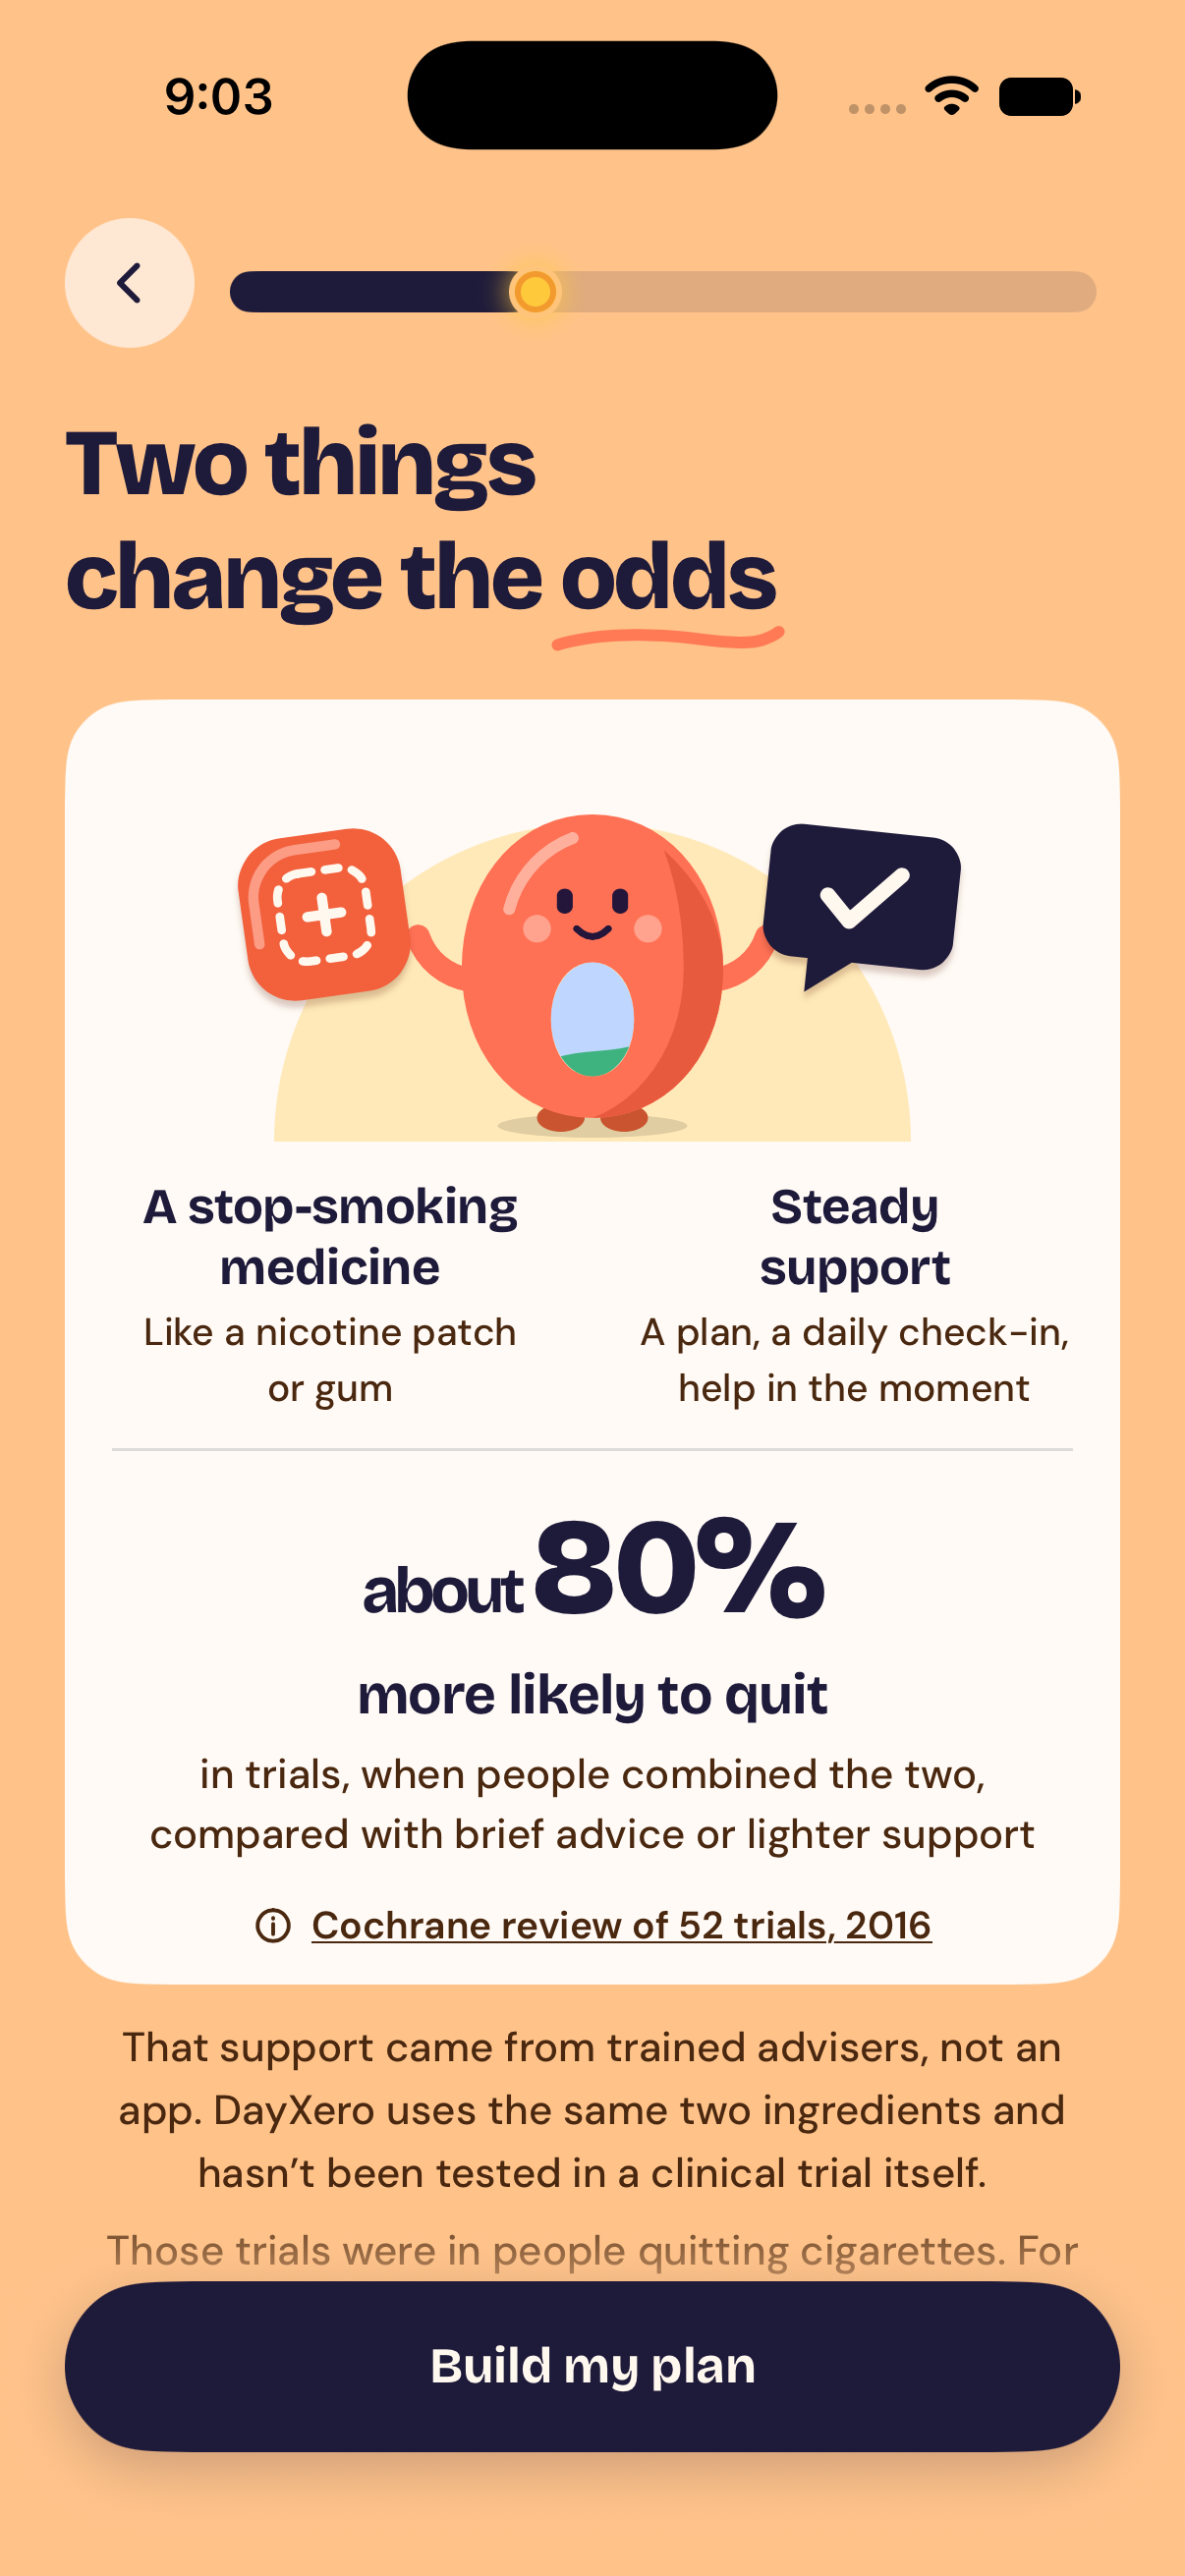 9:03
Two things
change the odds
A stop-smoking
medicine
Like a nicotine patch
or gum
Steady
support
A plan, a daily check-in,
help in the moment
about 80%
more likely to quit
in trials, when people combined the two,
compared with brief advice or lighter support
Cochrane review of 52 trials, 2016
That support came from trained advisers, not an
app. DayXero uses the same two ingredients and
hasn’t been tested in a clinical trial itself.
Those trials were in people quitting cigarettes. For
Build my plan